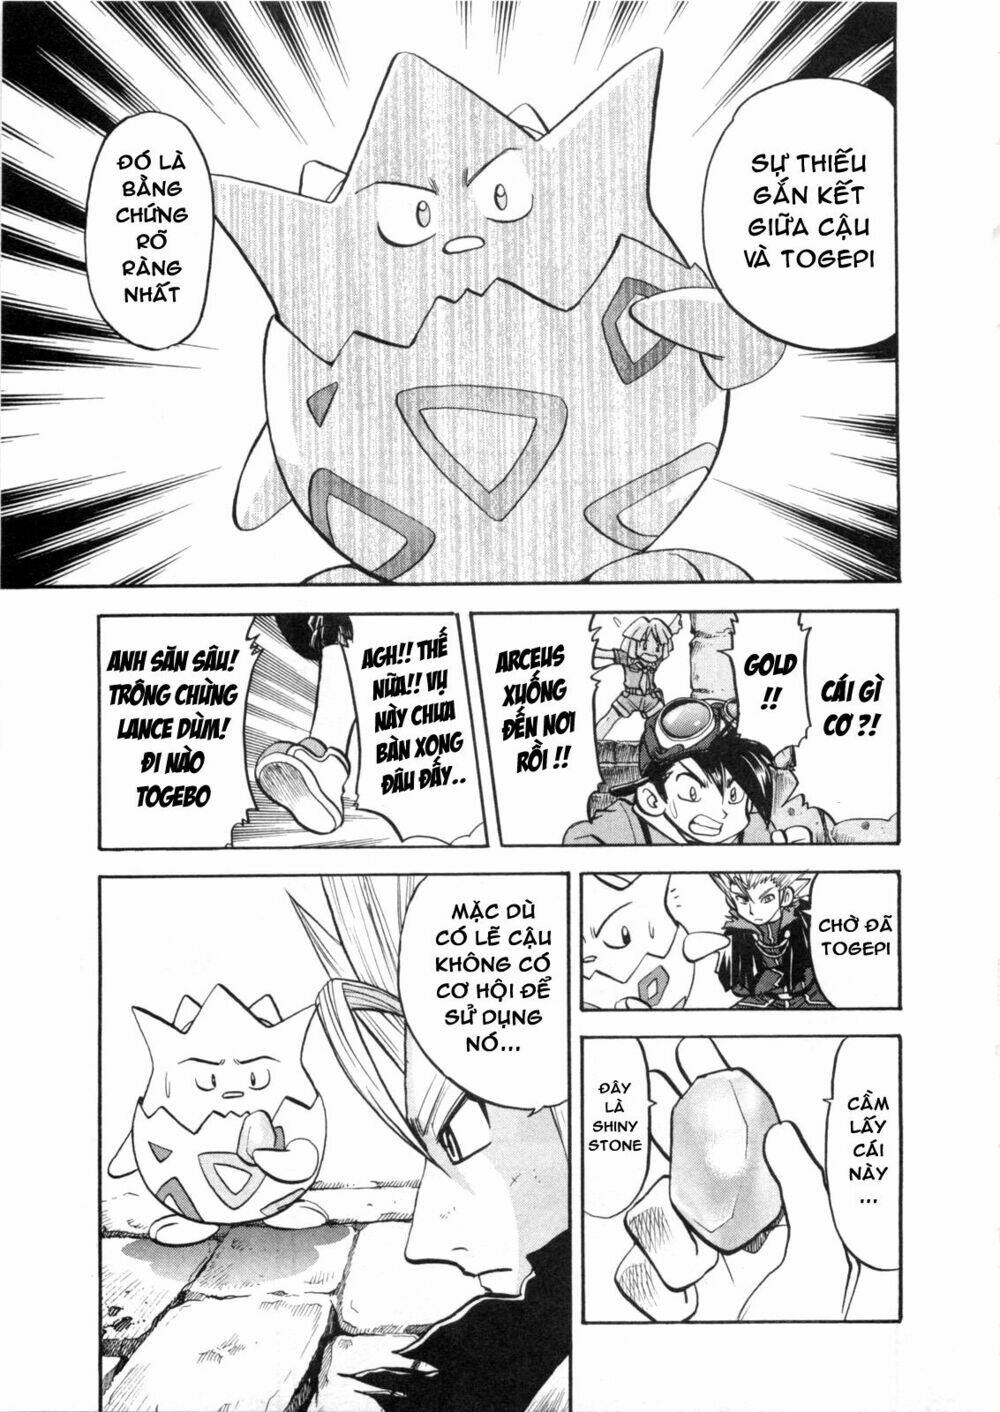 SỰ THIẾU
GẮN KẾT
GIỮA CẬU
VÀ TOGEPI
ĐÓ LÀ
BẰNG
CHỨNG
RÕ
RÀNG
NHẤT
CÁI GÌ
CƠ ?!
GOLD
!!
ARCEUS
XUỐNG
ĐẾN NƠI
RỒI !!
AGH!! THẾ
NỮA!! VỤ
NÀY CHƯA
BÀN XONG
ĐÂU ĐẤY..
ANH SĂN SÂU!
TRÔNG CHỪNG
LANCE DÙM!
ĐI NÀO
TOGEBO
CHỜ ĐÃ
TOGEPI
CẦM
LẤY
CÁI
NÀY
...
ĐÂY
LÀ
SHINY
STONE
MẶC DÙ
CÓ LẼ CẬU
KHÔNG CÓ
CƠ HỘI ĐỂ
SỬ DỤNG
NÓ...